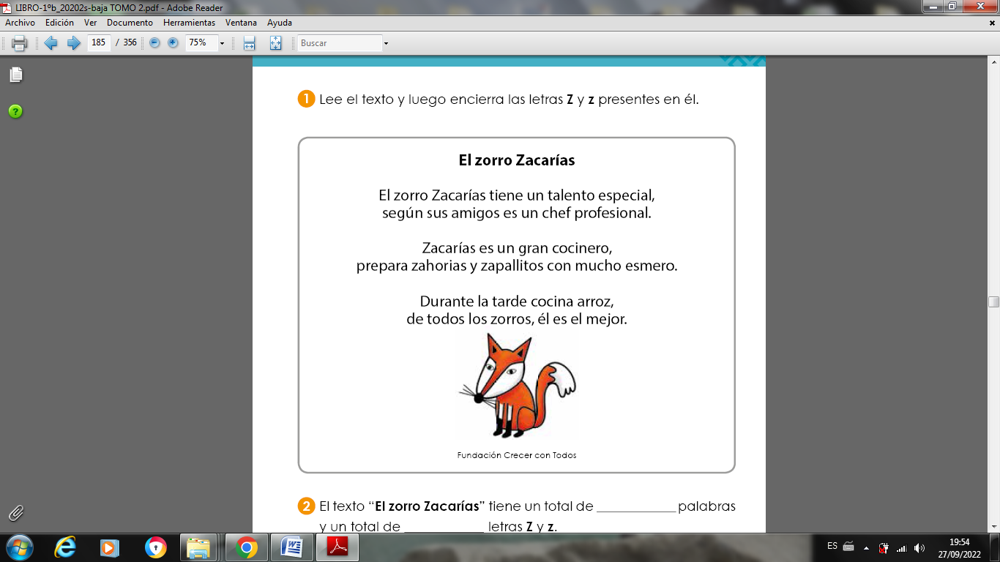 LIBRO-1ºb_20202s-baja TOMO 2.pdf - Adobe Reader
Archivo Edición Ver Documento Herramientas Ventana Ayuda
185 / 356 75% Buscar
1 Lee el texto y luego encierra las letras Z y z presentes en él.
El zorro Zacarías
El zorro Zacarías tiene un talento especial,
según sus amigos es un chef profesional.
Zacarías es un gran cocinero,
prepara zahorias y zapallitos con mucho esmero.
Durante la tarde cocina arroz,
de todos los zorros, él es el mejor.
Fundación Crecer con Todos
2 El texto “El zorro Zacarías” tiene un total de ____________ palabras
y un total de ____________ letras Z y z.
ES 19:54
27/09/2022